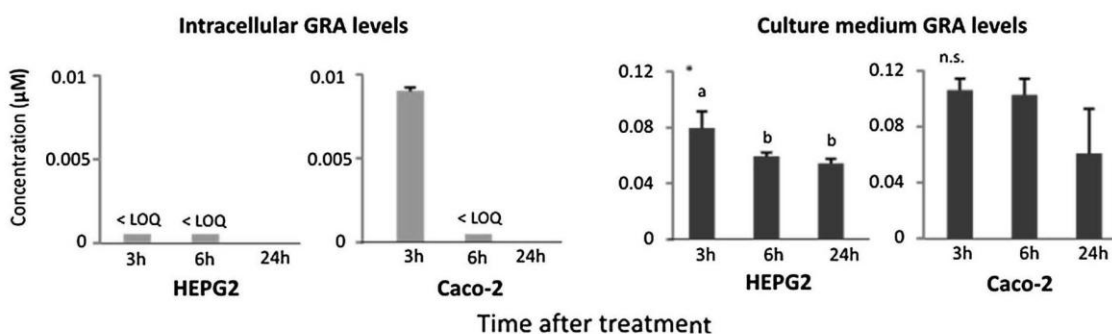 Intracellular GRA levels
Culture medium GRA levels
Concentration (µM)
0.01
0.005
0
< LOQ
< LOQ
3h 6h 24h
HEPG2
0.01
0.005
0
< LOQ
3h 6h 24h
Caco-2
0.12
0.08
0.04
0
*
a
b
b
3h 6h 24h
HEPG2
0.12
0.08
0.04
0
n.s.
3h 6h 24h
Caco-2
Time after treatment